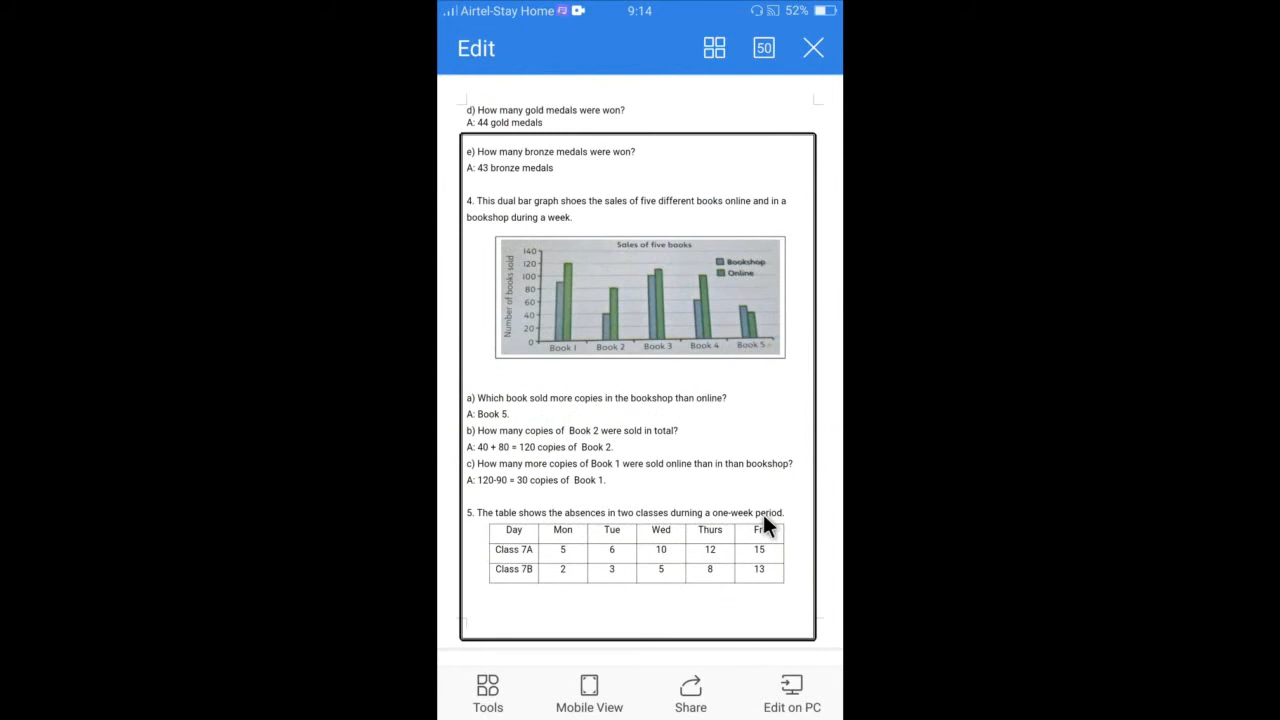 Airtel-Stay Home 9:14 52%
Edit 50
d) How many gold medals were won?
A: 44 gold medals
e) How many bronze medals were won?
A: 43 bronze medals
4. This dual bar graph shoes the sales of five different books online and in a
bookshop during a week.
Sales of five books
Number of books sold
140
120
100
80
60
40
20
0
Bookshop
Online
Book 1 Book 2 Book 3 Book 4 Book 5
a) Which book sold more copies in the bookshop than online?
A: Book 5.
b) How many copies of Book 2 were sold in total?
A: 40 + 80 = 120 copies of Book 2.
c) How many more copies of Book 1 were sold online than in than bookshop?
A: 120-90 = 30 copies of Book 1.
5. The table shows the absences in two classes durning a one-week period.
Day Mon Tue Wed Thurs
Class 7A 5 6 10 12 15
Class 7B 2 3 5 8 13
Tools Mobile View Share Edit on PC